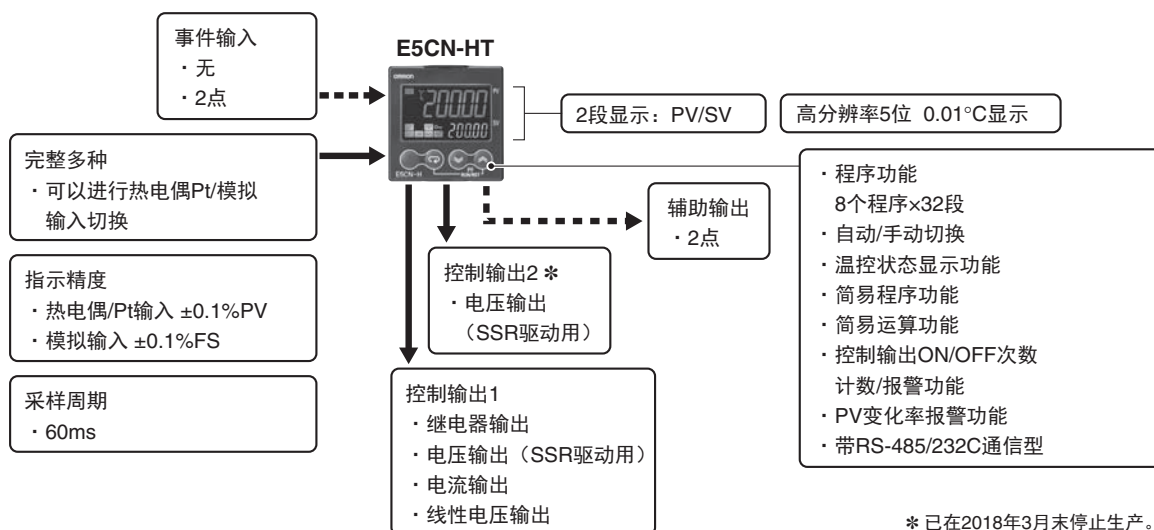 事件输入
・无
・2点
E5CN-HT
OMRON
200.00
PV
200.00
SV
E5CN-H
2段显示：PV/SV
高分辨率5位 0.01°C显示
完整多种
・可以进行热电偶Pt/模拟
输入切换
指示精度
・热电偶/Pt输入 ±0.1%PV
・模拟输入 ±0.1%FS
采样周期
・60ms
辅助输出
・2点
控制输出2 ＊
・电压输出
（SSR驱动用）
控制输出1
・继电器输出
・电压输出（SSR驱动用）
・电流输出
・线性电压输出
・程序功能
8个程序×32段
・自动/手动切换
・温控状态显示功能
・简易程序功能
・简易运算功能
・控制输出ON/OFF次数
计数/报警功能
・PV变化率报警功能
・带RS-485/232C通信型
＊ 已在2018年3月末停止生产。